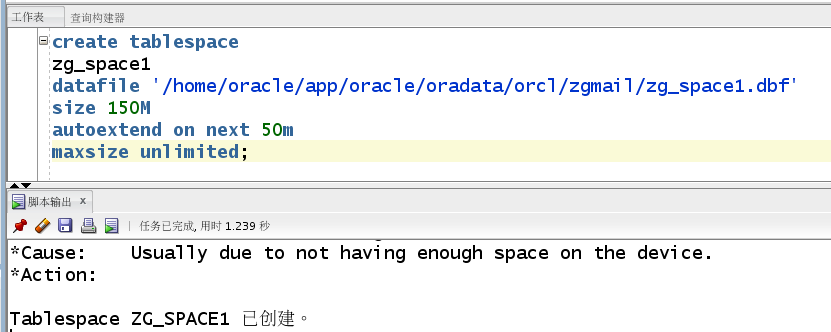 工作表 查询构建器
create tablespace
zg_space1
datafile '/home/oracle/app/oracle/oradata/orcl/zgmail/zg_space1.dbf'
size 150M
autoextend on next 50m
maxsize unlimited;
脚本输出 x
任务已完成, 用时 1.239 秒
*Cause:    Usually due to not having enough space on the device.
*Action:
Tablespace ZG_SPACE1 已创建。